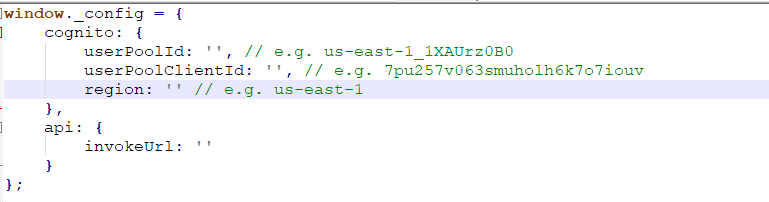 window._config = {
    cognito: {
        userPoolId: '', // e.g. us-east-1_1XAUrz0B0
        userPoolClientId: '', // e.g. 7pu257v063smuholh6k7o7iouv
        region: '' // e.g. us-east-1
    },
    api: {
        invokeUrl: ''
    }
};